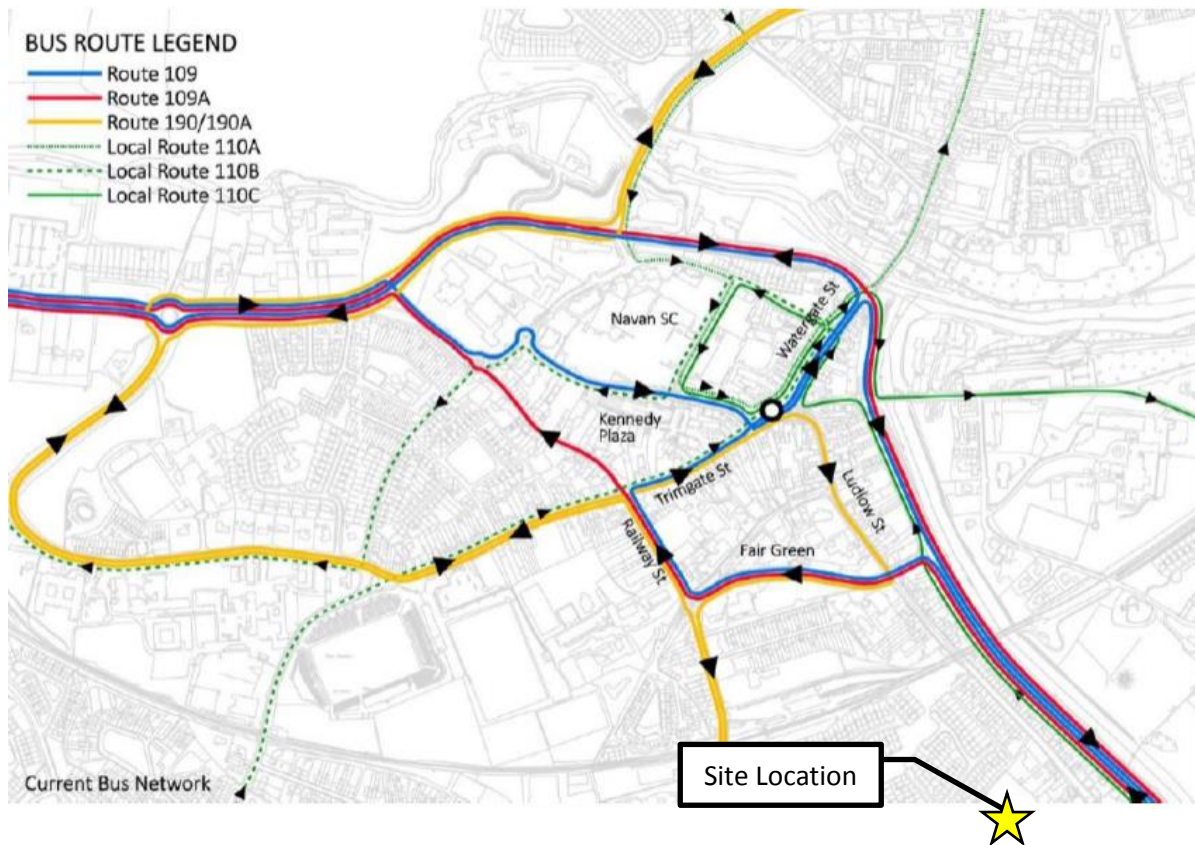 BUS ROUTE LEGEND
Route 109
Route 109A
Route 190/190A
Local Route 110A
Local Route 110B
Local Route 110C
Navan SC
Watergate St
Kennedy
Plaza
Trimgate St
Ludlow St
Railway St
Fair Green
Site Location
Current Bus Network